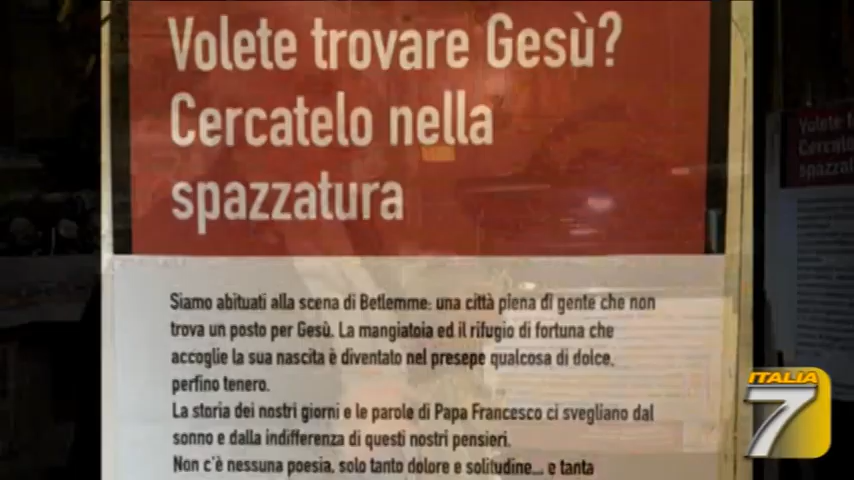 Volete trovare Gesù?
Cercatelo nella
spazzatura
Siamo abituati alla scena di Betlemme: una città piena di gente che non
trova un posto per Gesù. La mangiatoia ed il rifugio di fortuna che
accoglie la sua nascita è diventato nel presepe qualcosa di dolce,
perfino tenero.
La storia dei nostri giorni e le parole di Papa Francesco ci svegliano dal
sonno e dalla indifferenza di questi nostri pensieri.
Non c'è nessuna poesia, solo tanto dolore e solitudine... e tanta
Volete
Cercatelo
spazzat
ITALIA
7